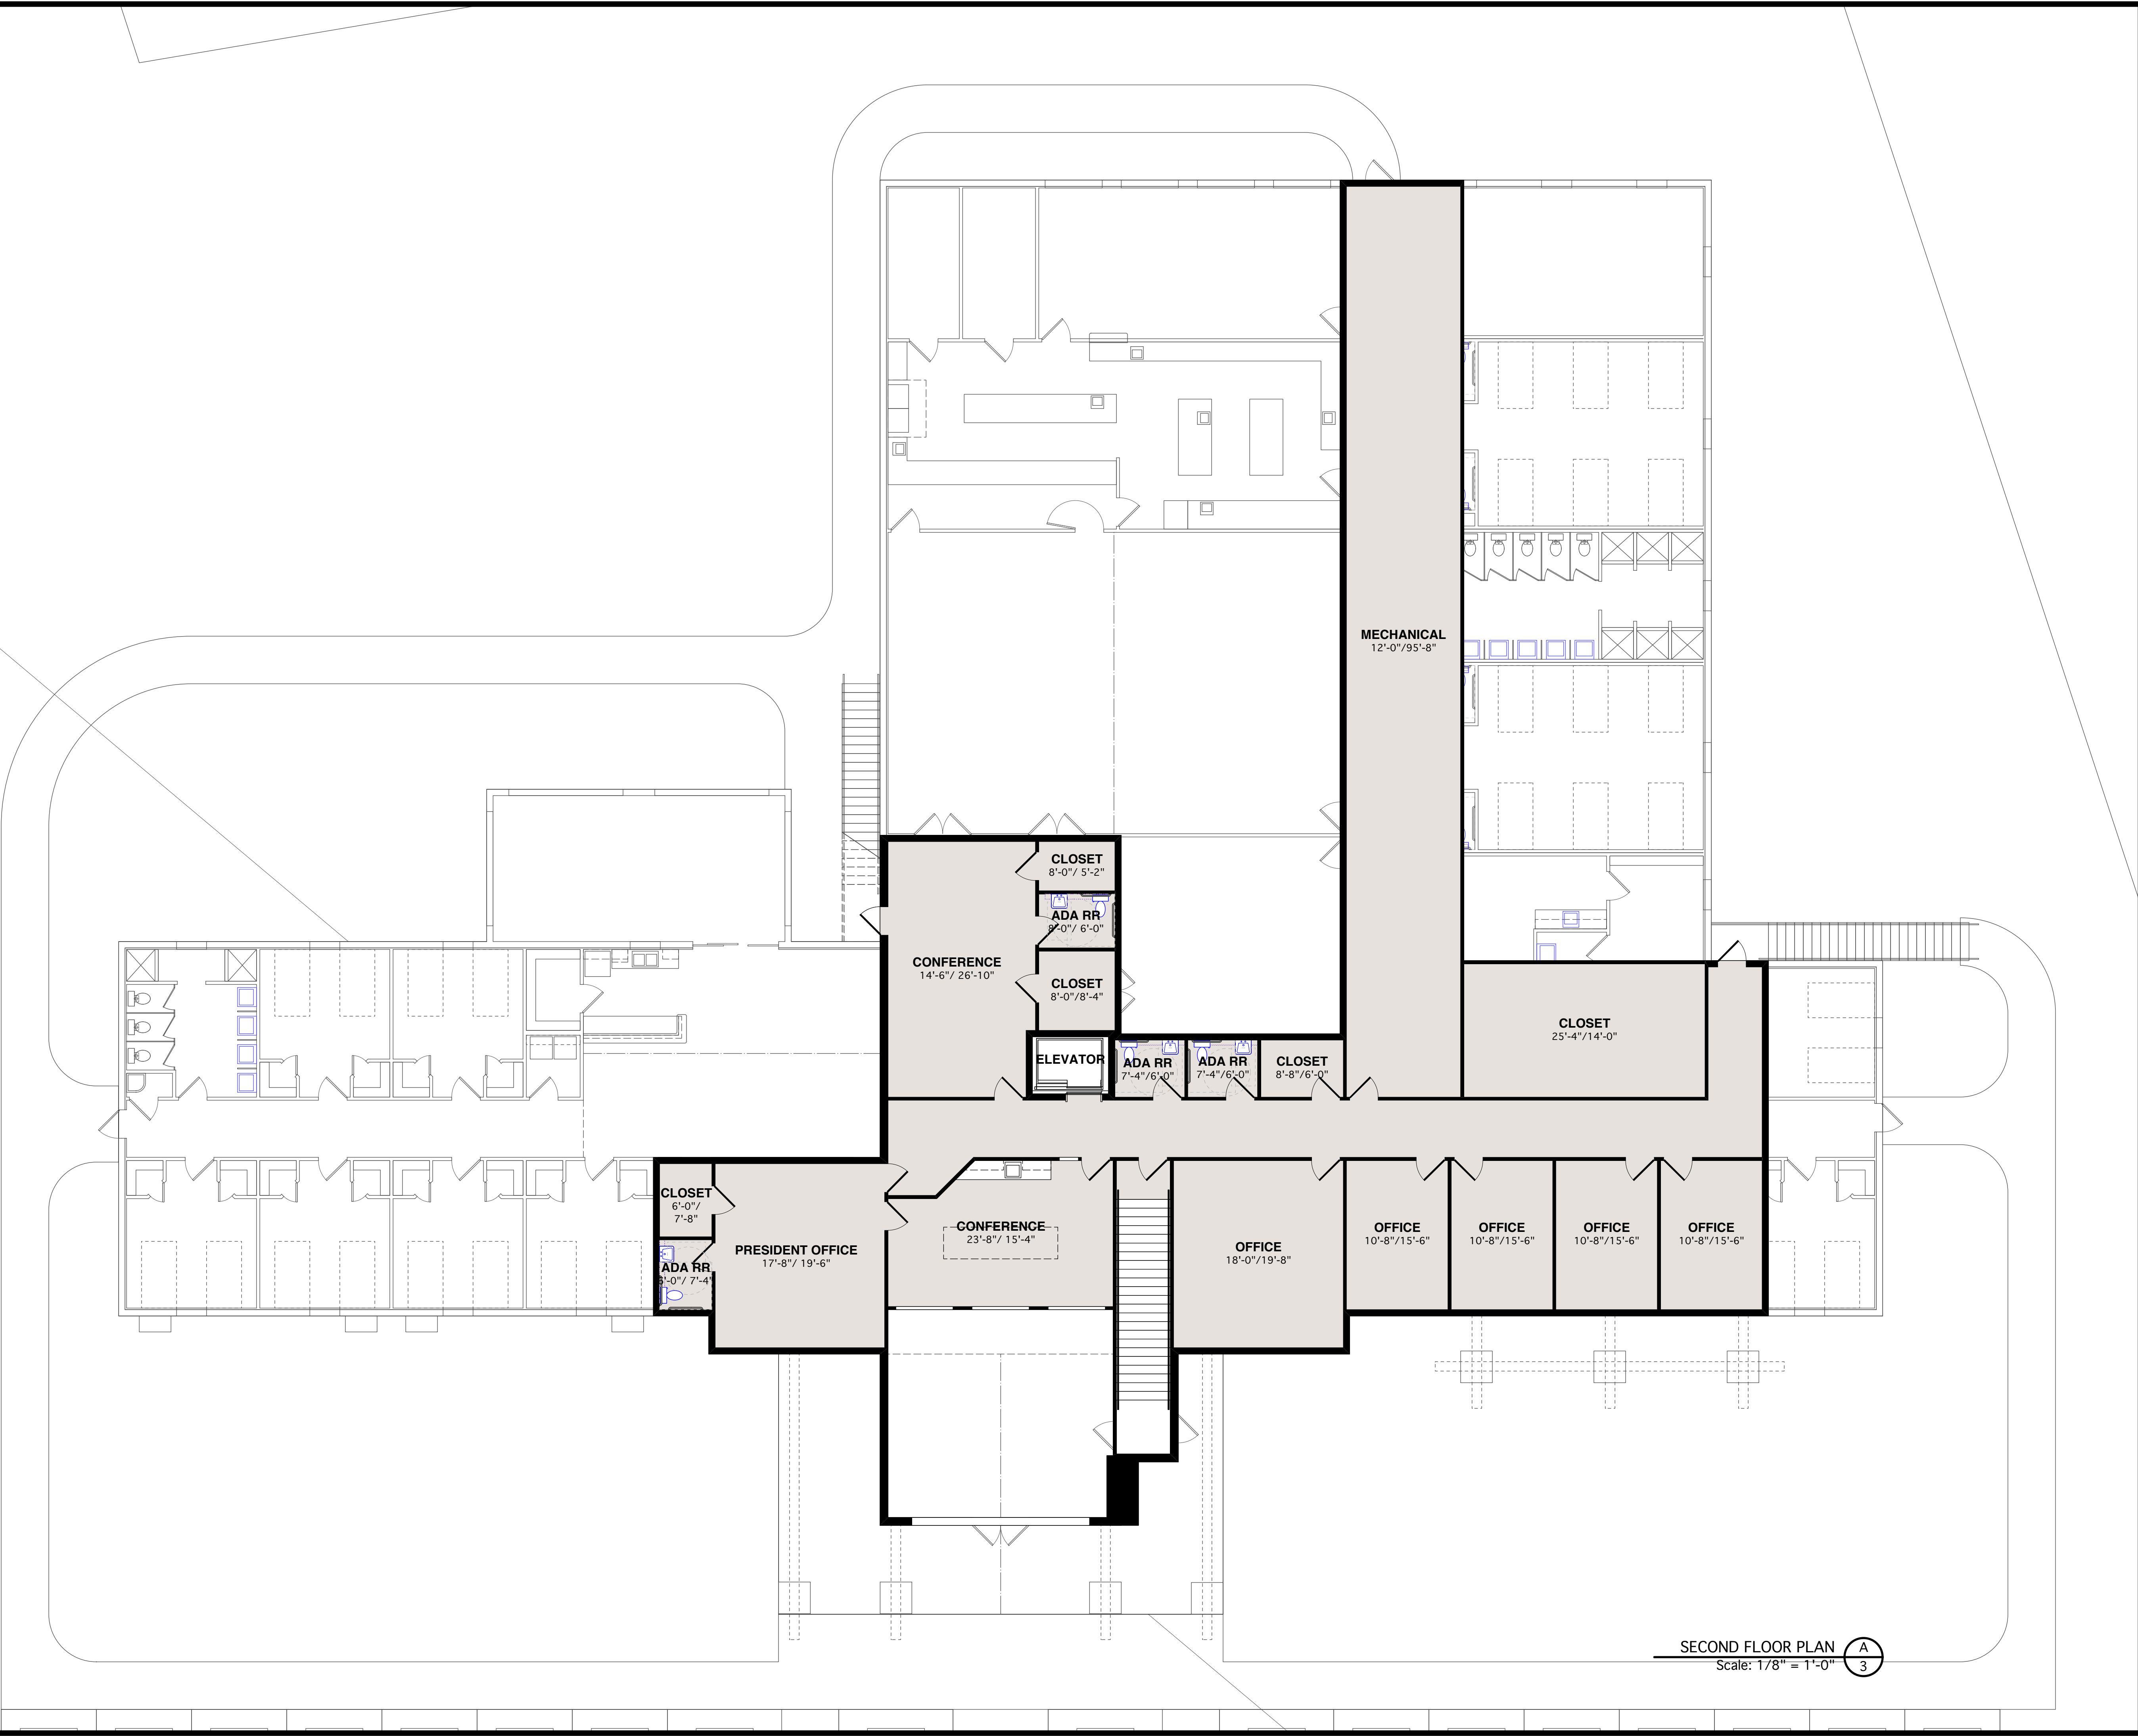 MECHANICAL
12'-0"/95'-8"
CLOSET
8'-0"/ 5'-2"
ADA RR
8'-0"/ 6'-0"
CONFERENCE
14'-6"/ 26'-10"
CLOSET
8'-0"/8'-4"
ELEVATOR
ADA RR
7'-4"/6'-0"
ADA RR
7'-4"/6'-0"
CLOSET
8'-8"/6'-0"
CLOSET
25'-4"/14'-0"
CLOSET
6'-0"/
7'-8"
ADA RR
6'-0"/ 7'-4"
PRESIDENT OFFICE
17'-8"/ 19'-6"
CONFERENCE
23'-8"/ 15'-4"
OFFICE
18'-0"/19'-8"
OFFICE
10'-8"/15'-6"
OFFICE
10'-8"/15'-6"
OFFICE
10'-8"/15'-6"
OFFICE
10'-8"/15'-6"
SECOND FLOOR PLAN
Scale: 1/8" = 1'-0"
A
3